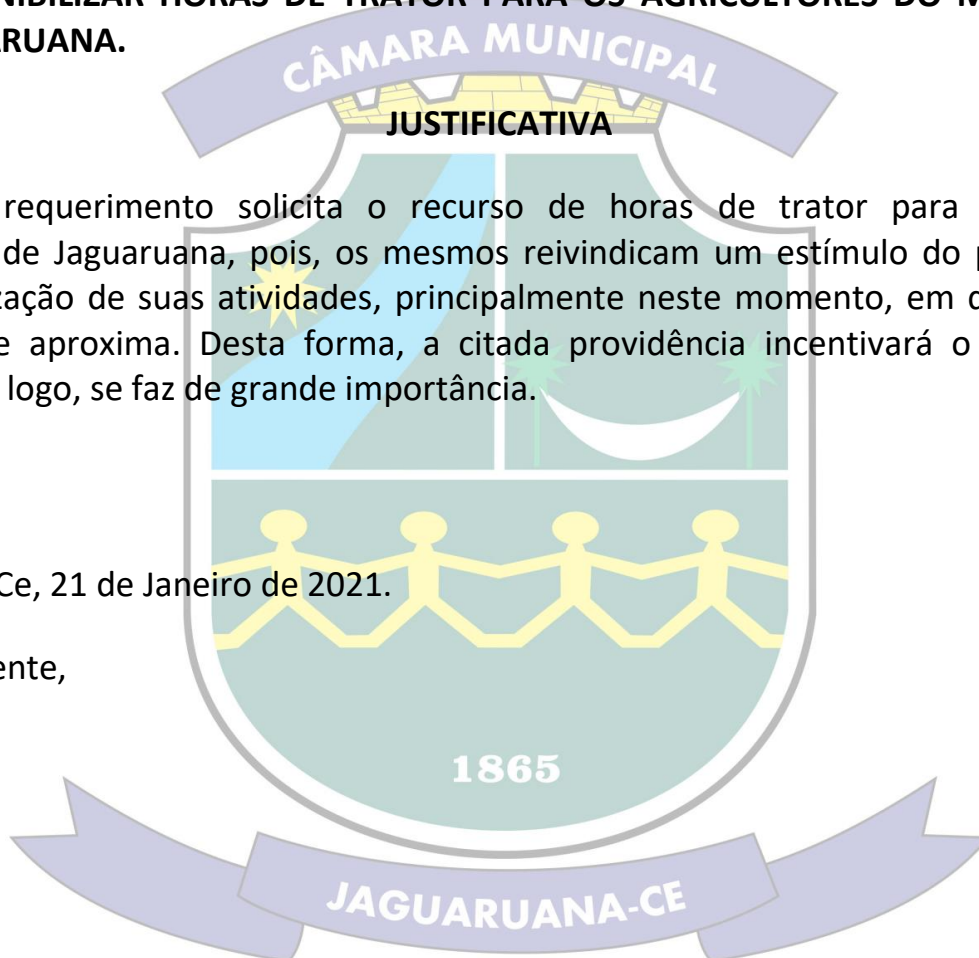 NIBILIZAR HORAS DE TRATOR PARA OS AGRICULTORES DO M
ARUANA.
CÂMARA MUNICIPAL
JUSTIFICATIVA
requerimento solicita o recurso de horas de trator para
de Jaguaruana, pois, os mesmos reivindicam um estímulo do p
zação de suas atividades, principalmente neste momento, em q
e aproxima. Desta forma, a citada providência incentivará o
logo, se faz de grande importância.
Ce, 21 de Janeiro de 2021.
ente,
1865
JAGUARUANA-CE